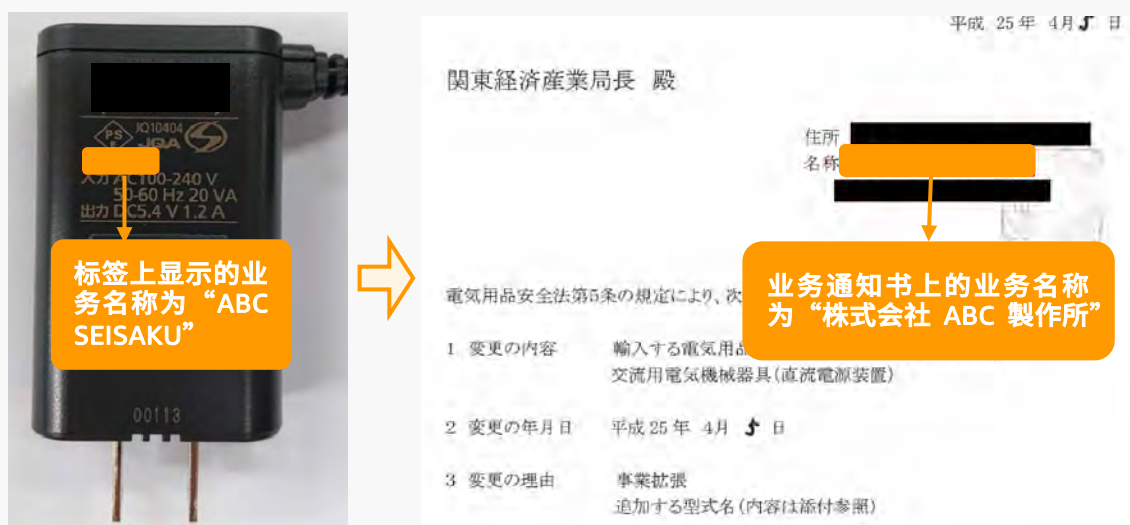 PS
E
JQ10404
JQA
入力 AC100-240 V
50-60 Hz 20 VA
出力 DC5.4 V 1.2 A
标签上显示的业
务名称为“ABC
SEISAKU”
00113
平成 25年 4月5日
関東経済産業局長 殿
住所
名称
业务通知书上的业务名称
为“株式会社 ABC 製作所”
電気用品安全法第5条の規定により、次
1 変更の内容 輸入する電気用品
交流用電気機械器具(直流電源装置)
2 変更の年月日 平成25年 4月 5日
3 変更の理由 事業拡張
追加する型式名(内容は添付参照)